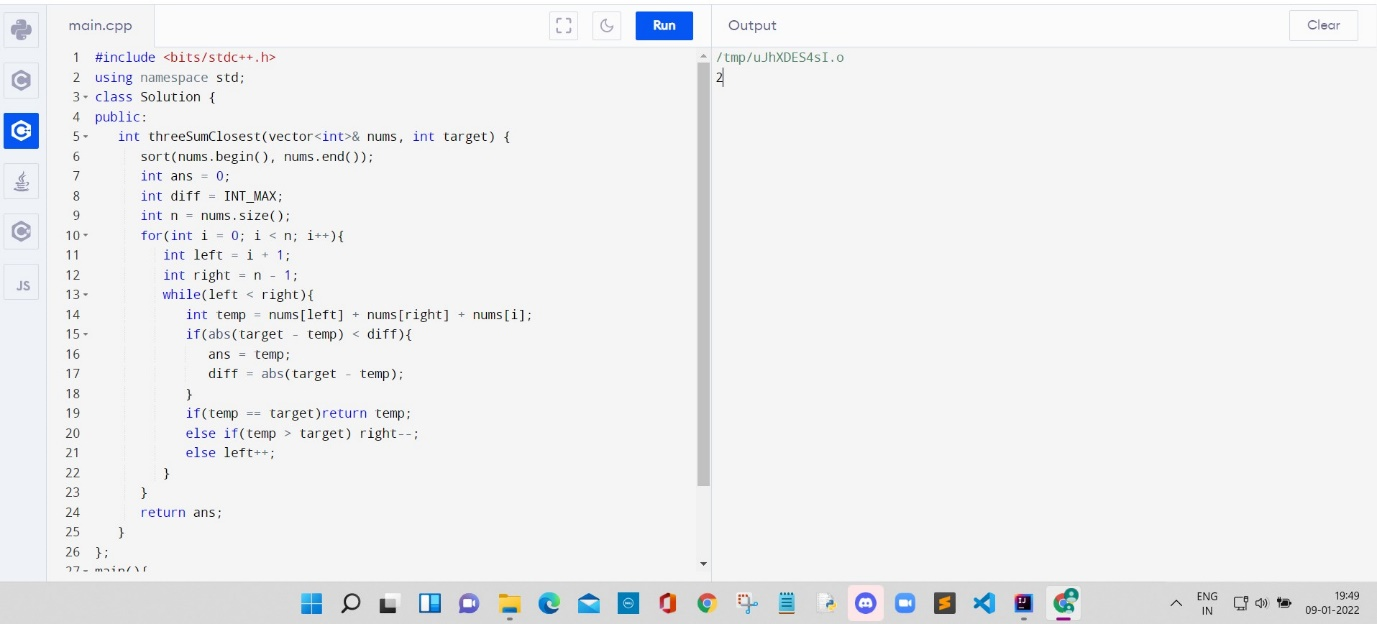 main.cpp
Run
Output
Clear
1 #include <bits/stdc++.h>
2 using namespace std;
3 class Solution {
4 public:
5 int threeSumClosest(vector<int>& nums, int target) {
6 sort(nums.begin(), nums.end());
7 int ans = 0;
8 int diff = INT_MAX;
9 int n = nums.size();
10 for(int i = 0; i < n; i++){
11 int left = i + 1;
12 int right = n - 1;
13 while(left < right){
14 int temp = nums[left] + nums[right] + nums[i];
15 if(abs(target - temp) < diff){
16 ans = temp;
17 diff = abs(target - temp);
18 }
19 if(temp == target)return temp;
20 else if(temp > target) right--;
21 else left++;
22 }
23 }
24 return ans;
25 }
26 };
27 main(){
/tmp/uJhXDES4sI.o
2
JS
ENG
IN
19:49
09-01-2022